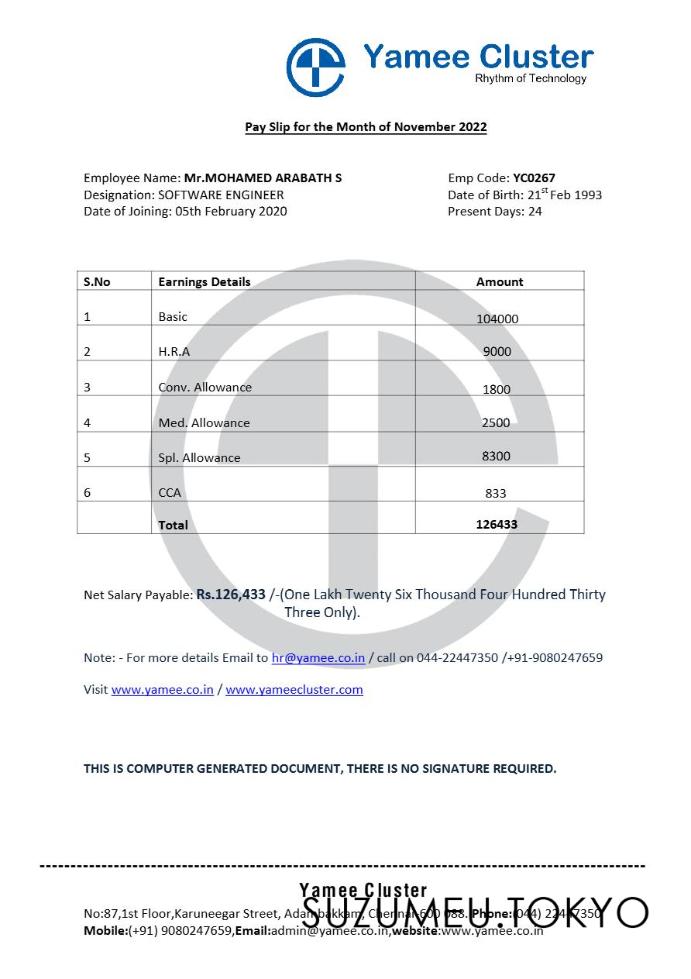 Yamee Cluster
Rhythm of Technology
Pay Slip for the Month of November 2022
Employee Name: Mr.MOHAMED ARABATH S Emp Code: YC0267
Designation: SOFTWARE ENGINEER Date of Birth: 21st Feb 1993
Date of Joining: 05th February 2020 Present Days: 24
S.No Earnings Details Amount
1 Basic 104000
2 H.R.A 9000
3 Conv. Allowance 1800
4 Med. Allowance 2500
5 Spl. Allowance 8300
6 CCA 833
Total 126433
Net Salary Payable: Rs.126,433 /-(One Lakh Twenty Six Thousand Four Hundred Thirty
Three Only).
Note: - For more details Email to hr@yamee.co.in / call on 044-22447350 /+91-9080247659
Visit www.yamee.co.in / www.yameecluster.com
THIS IS COMPUTER GENERATED DOCUMENT, THERE IS NO SIGNATURE REQUIRED.
Yamee Cluster
No:87,1st Floor,Karuneegar Street, Adambakkam, Chennai-600 088. Phone:(044) 22447350
SUZUMEU.TOKYO
Mobile:(+91) 9080247659,Email:admin@yamee.co.in,website:www.yamee.co.in